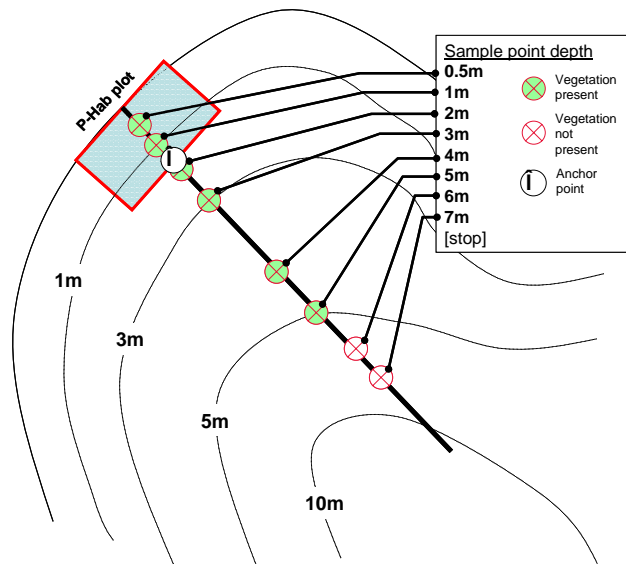 Sample point depth
0.5m
1m
2m
3m
4m
5m
6m
7m
[stop]
Vegetation
present
Vegetation
not
present
Î
Anchor
point
P-Hab plot
Î
1m
3m
5m
10m